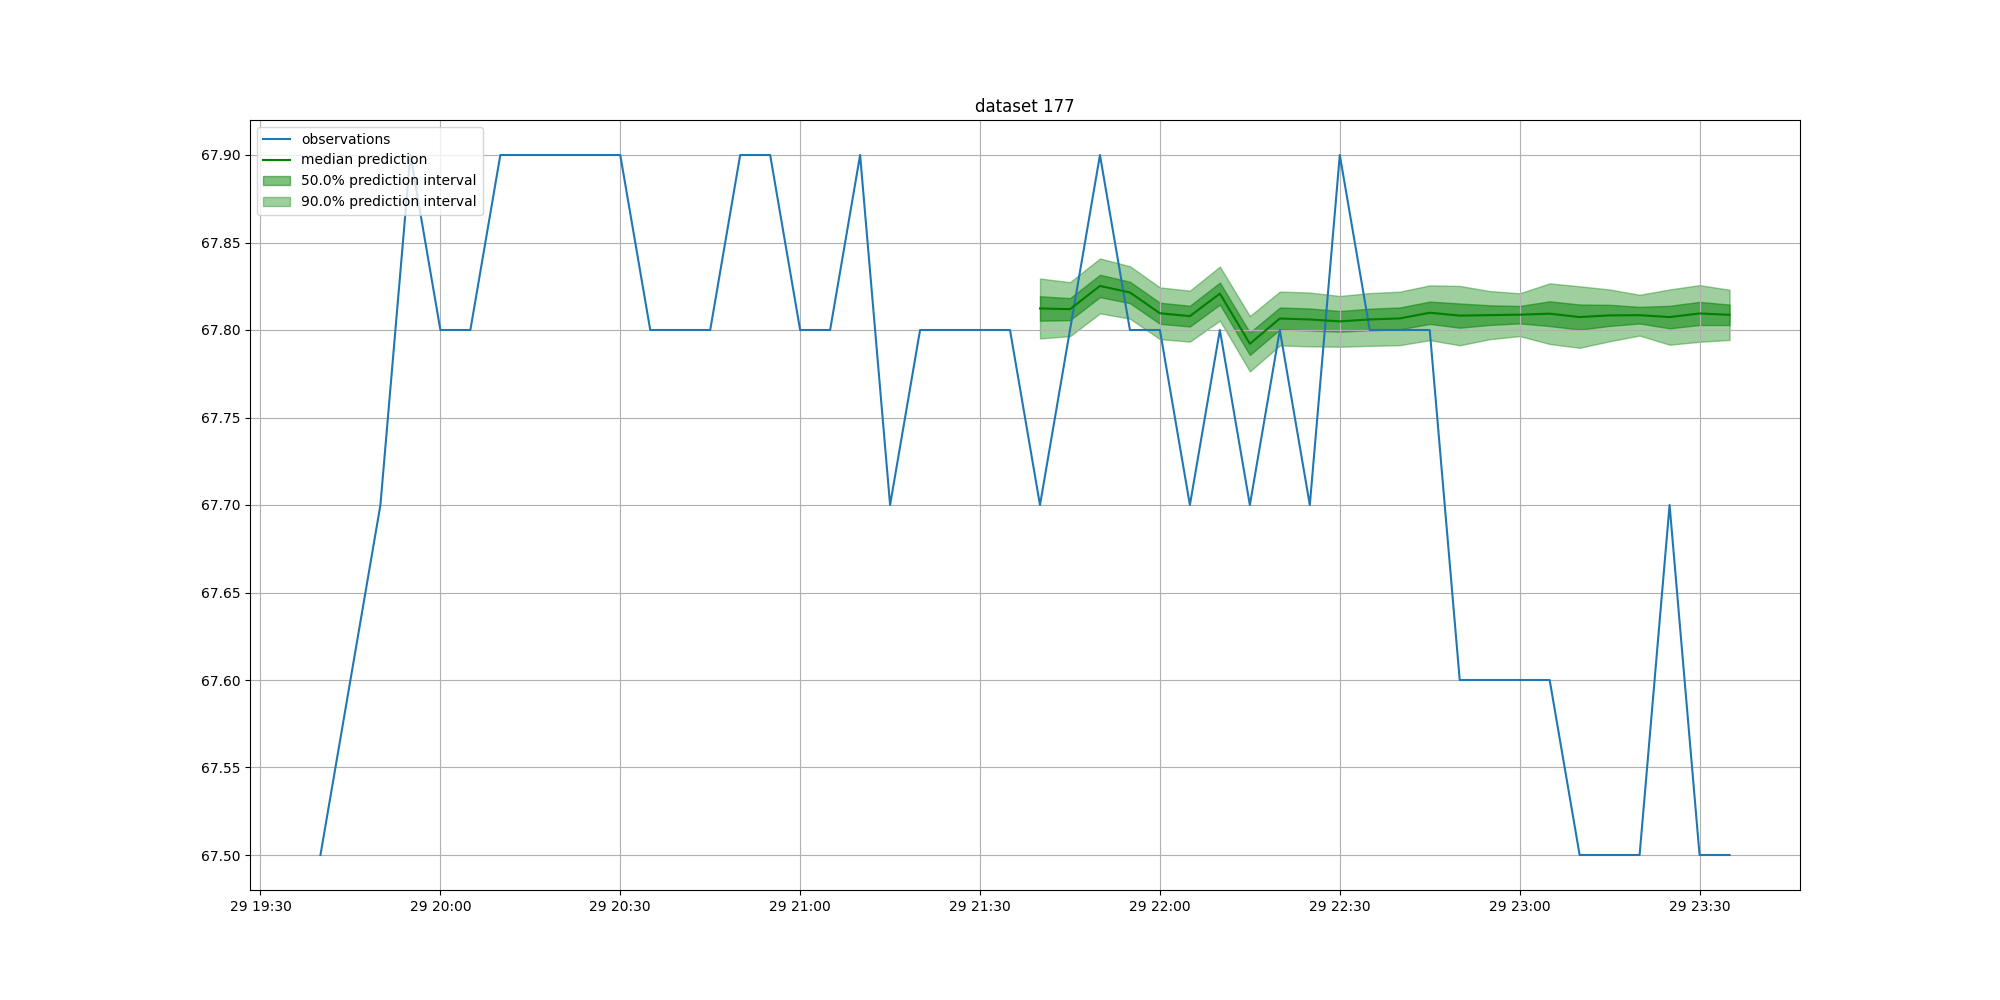 dataset 177
observations
median prediction
50.0% prediction interval
90.0% prediction interval
67.90
67.85
67.80
67.75
67.70
67.65
67.60
67.55
67.50
29 19:30 29 20:00 29 20:30 29 21:00 29 21:30 29 22:00 29 22:30 29 23:00 29 23:30